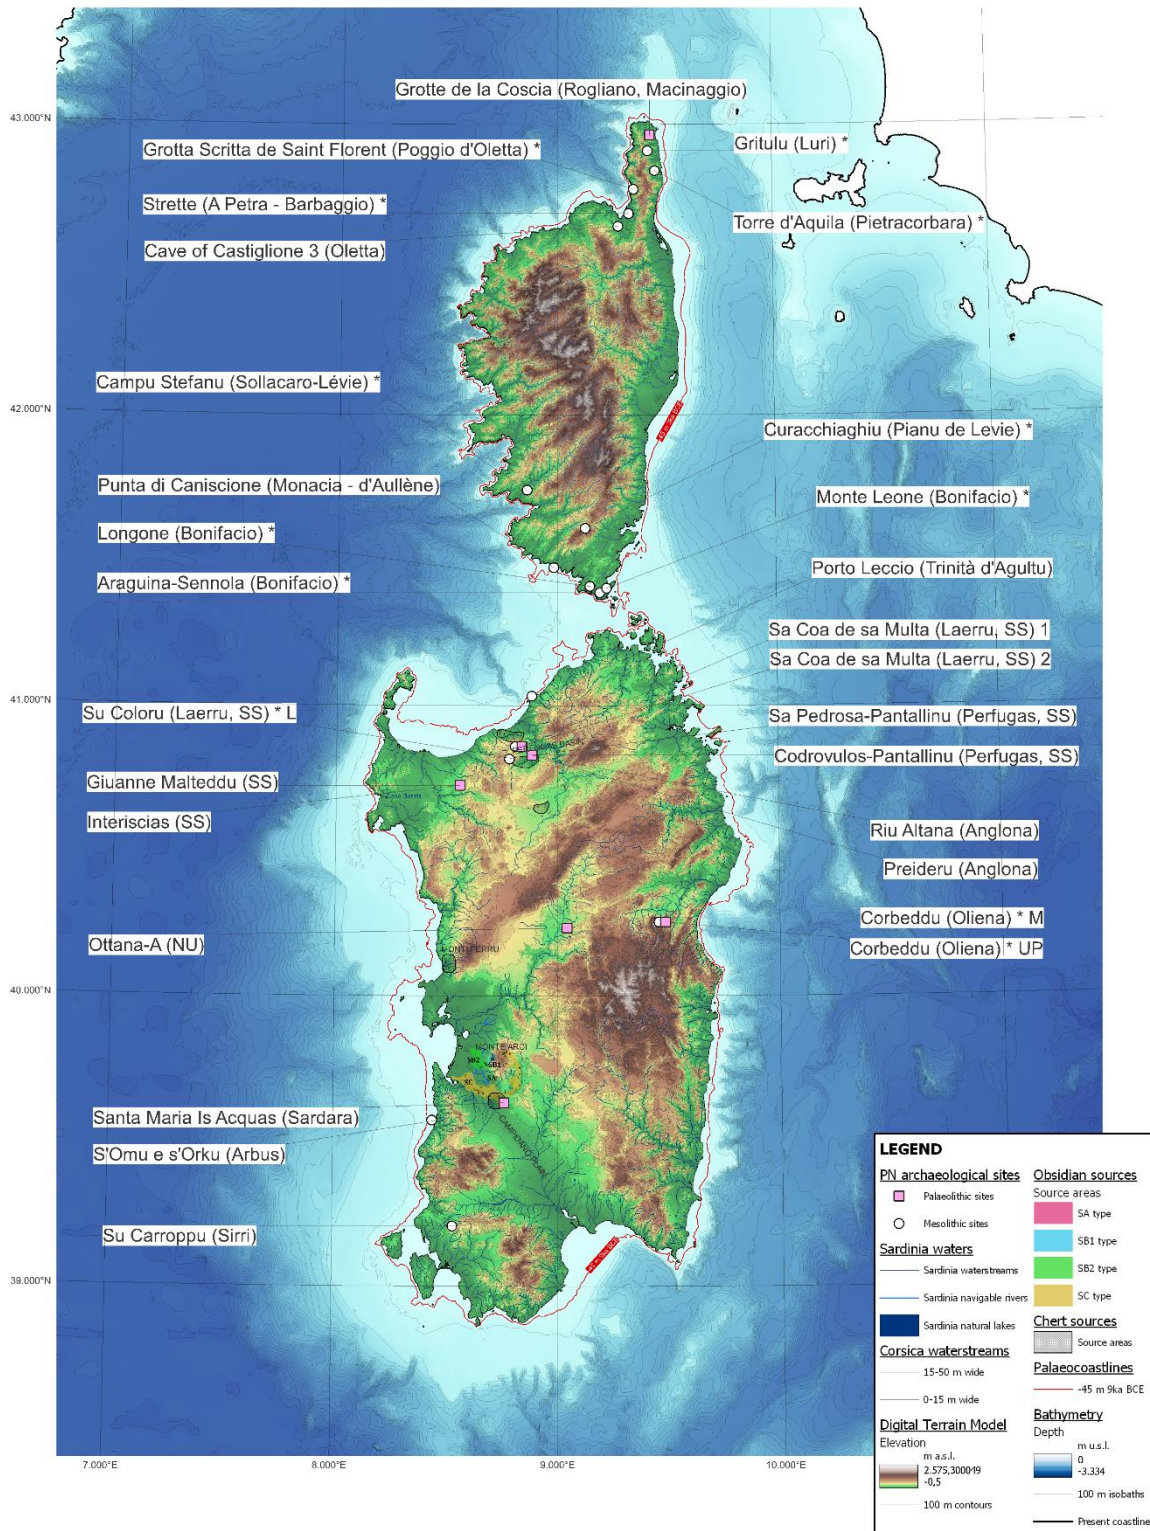 Grotte de la Coscia (Rogliano, Macinaggio)
43.000°N
Gritulu (Luri) *
Grotta Scritta de Saint Florent (Poggio d'Oletta) *
Strette (A Petra - Barbaggio) *
Torre d'Aquila (Pietracorbara) *
Cave of Castiglione 3 (Oletta)
Campu Stefanu (Sollacaro-Lévie) *
42.000°N
Curacchiaghiu (Pianu de Levie) *
Punta di Caniscione (Monacia - d'Aullène)
Monte Leone (Bonifacio) *
Longone (Bonifacio) *
Porto Leccio (Trinità d'Agultu)
Araguina-Sennola (Bonifacio) *
Sa Coa de sa Multa (Laerru, SS) 1
Sa Coa de sa Multa (Laerru, SS) 2
41.000°N
Su Coloru (Laerru, SS) * L
Sa Pedrosa-Pantallinu (Perfugas, SS)
Codrovulos-Pantallinu (Perfugas, SS)
Giuanne Malteddu (SS)
Interiscias (SS)
Riu Altana (Anglona)
Preideru (Anglona)
Corbeddu (Oliena) * M
Ottana-A (NU)
Corbeddu (Oliena) * UP
MONTIFERRU
40.000°N
MONTE ARCI
SB2
SB1
SA
SC
Santa Maria Is Acquas (Sardara)
S'Omu e s'Orku (Arbus)
CAMPIDANO PLAIN
Su Carroppu (Sirri)
39.000°N
7.000°E
8.000°E
9.000°E
10.000°E
LEGEND
PN archaeological sites
Palaeolithic sites
Mesolithic sites
Sardinia waters
Sardinia waterstreams
Sardinia navigable rivers
Sardinia natural lakes
Corsica waterstreams
15-50 m wide
0-15 m wide
Digital Terrain Model
Elevation
m a.s.l.
2.575,300049
-0,5
100 m contours
Obsidian sources
Source areas
SA type
SB1 type
SB2 type
SC type
Chert sources
Source areas
Palaeocoastlines
-45 m 9ka BCE
Bathymetry
Depth
m u.s.l.
0
-3.334
100 m isobaths
Present coastline